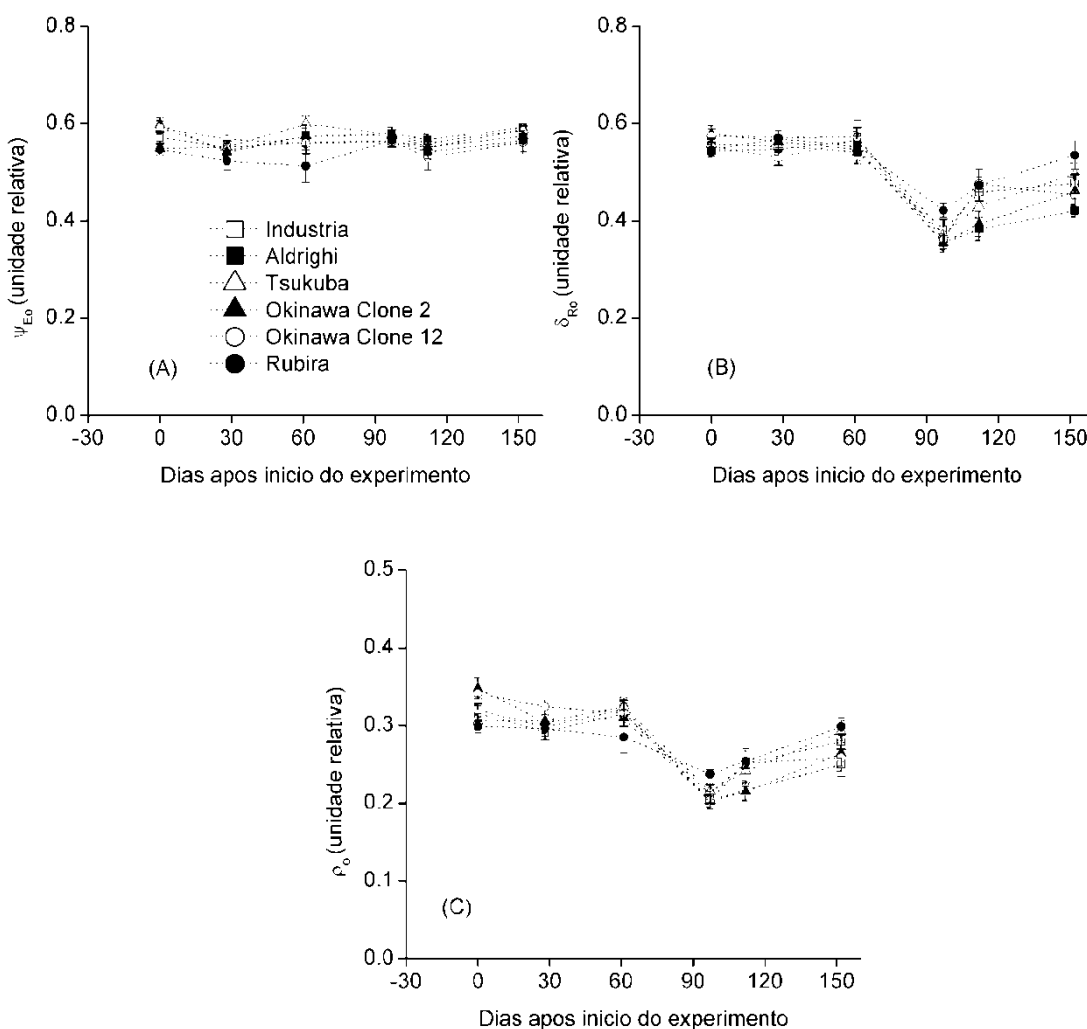 0.8
0.6
0.4
0.2
0.0
ψEo (unidade relativa)
Industria
Aldrighi
Tsukuba
Okinawa Clone 2
Okinawa Clone 12
Rubira
(A)
-30 0 30 60 90 120 150
Dias apos inicio do experimento
0.8
0.6
0.4
0.2
0.0
δRo (unidade relativa)
(B)
-30 0 30 60 90 120 150
Dias apos inicio do experimento
0.5
0.4
0.3
0.2
0.1
0.0
ρo (unidade relativa)
(C)
-30 0 30 60 90 120 150
Dias apos inicio do experimento